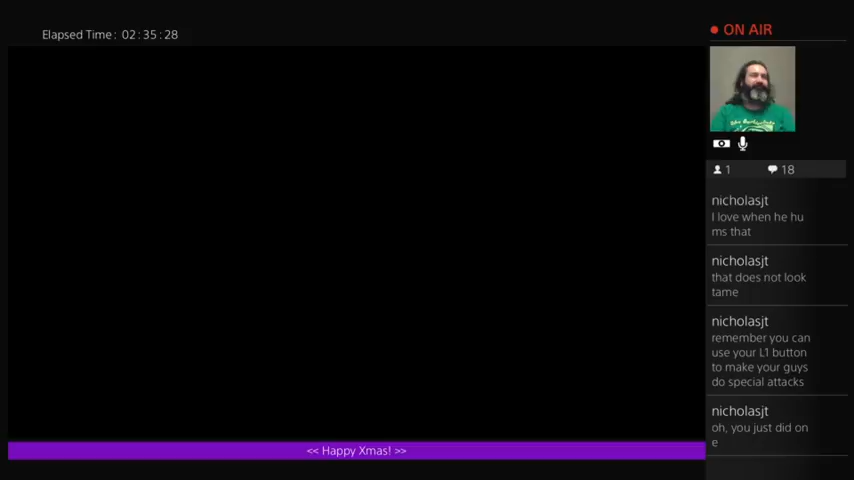 Elapsed Time: 02:35:28
ON AIR
1 18
nicholasjt
I love when he hu
ms that
nicholasjt
that does not look
tame
nicholasjt
remember you can
use your L1 button
to make your guys
do special attacks
nicholasjt
oh, you just did on
e
<< Happy Xmas! >>